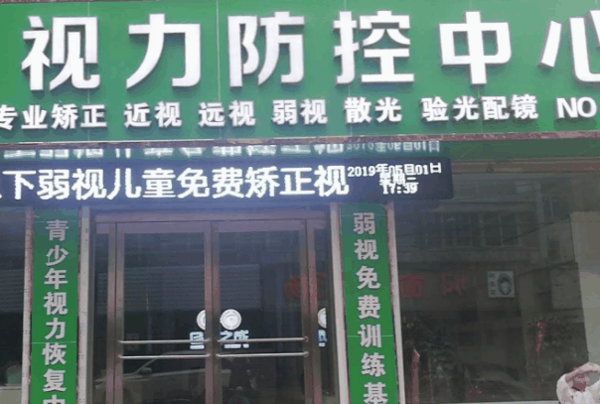 视力防控中心
专业矫正 近视 远视 弱视 散光 验光配镜 NO
下弱视儿童免费矫正视
2019年05月01日
17:39
青少年视力恢复中
弱视免费训练基